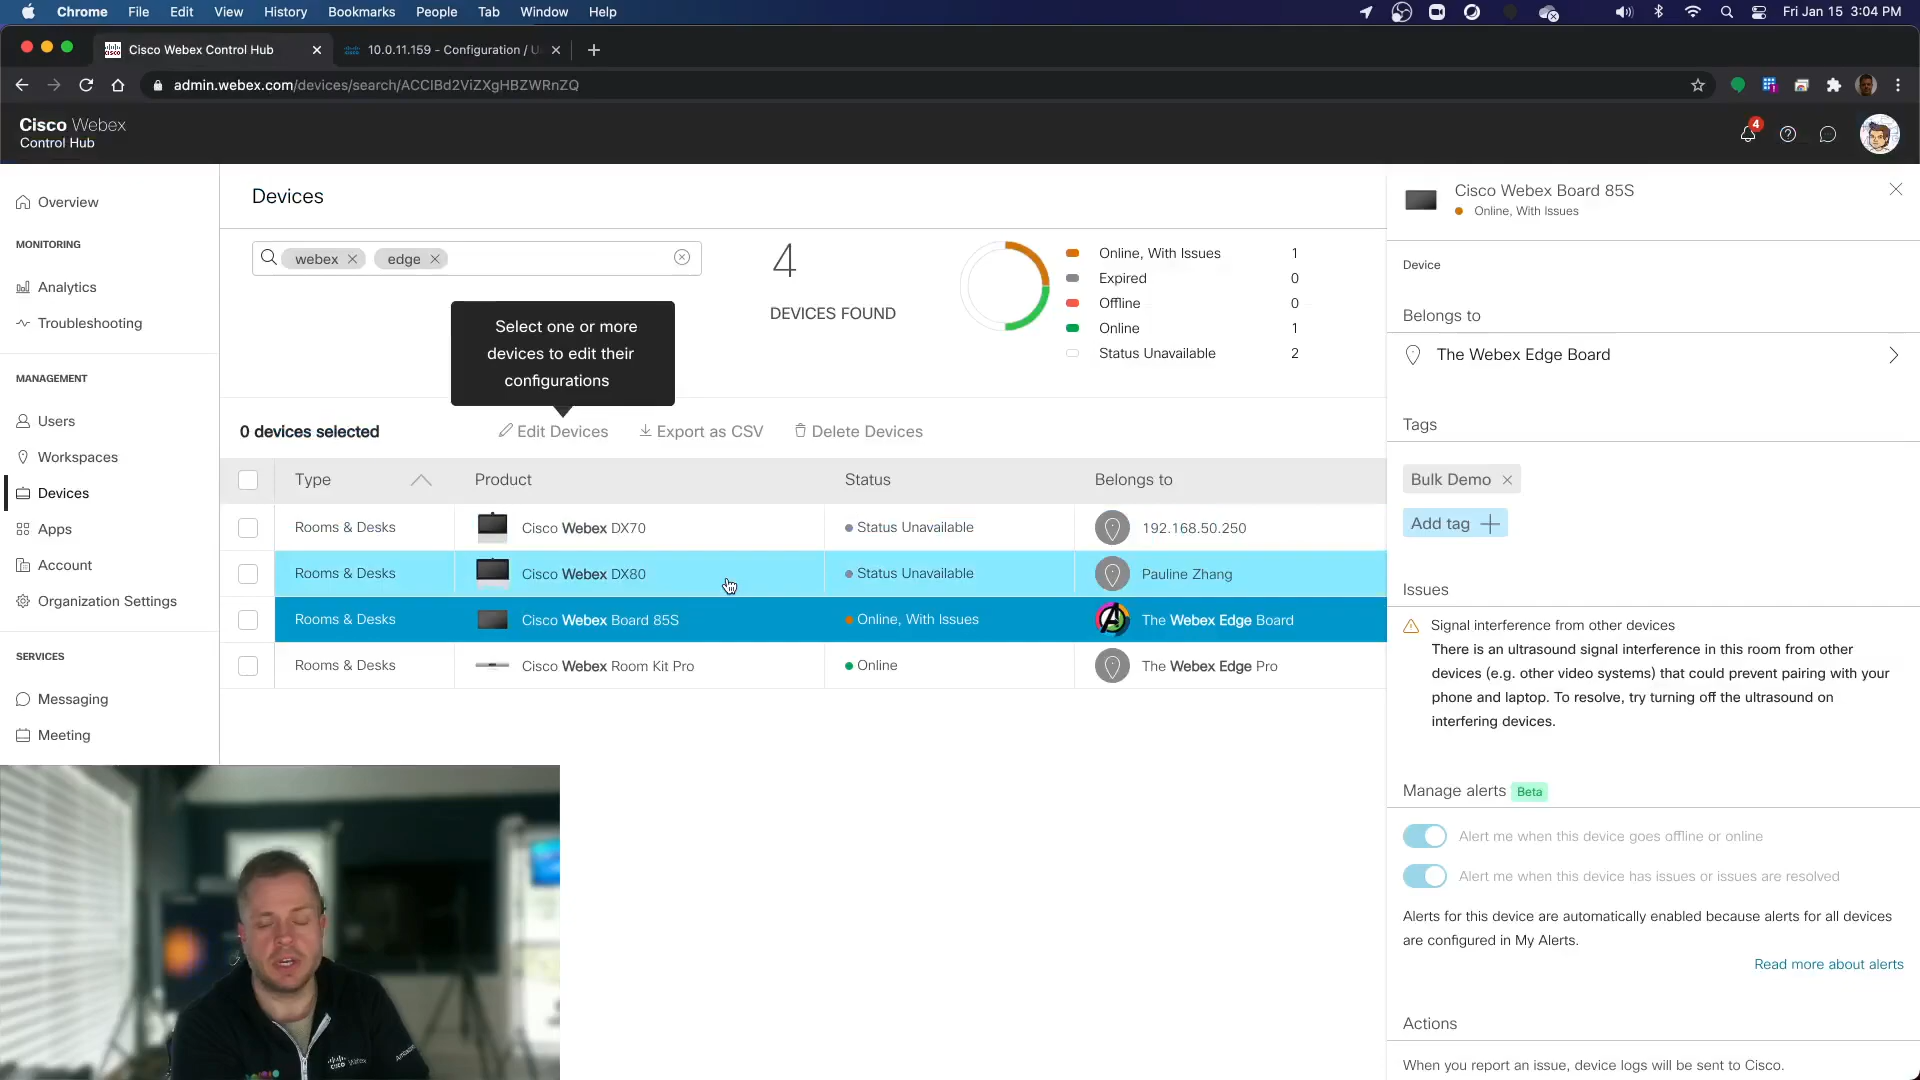 Chrome File Edit View History Bookmarks People Tab Window Help
Fri Jan 15 3:04 PM
Cisco Webex Control Hub
10.0.11.159 - Configuration / U
admin.webex.com/devices/search/ACClBd2ViZXgHBZWRnZQ
Cisco Webex
Control Hub
4
Overview
MONITORING
Analytics
Troubleshooting
MANAGEMENT
Users
Workspaces
Devices
Apps
Account
Organization Settings
SERVICES
Messaging
Meeting
Devices
webex edge
4
DEVICES FOUND
Online, With Issues 1
Expired 0
Offline 0
Online 1
Status Unavailable 2
Select one or more
devices to edit their
configurations
0 devices selected
Edit Devices Export as CSV Delete Devices
Type Product Status Belongs to
Rooms & Desks Cisco Webex DX70 Status Unavailable 192.168.50.250
Rooms & Desks Cisco Webex DX80 Status Unavailable Pauline Zhang
Rooms & Desks Cisco Webex Board 85S Online, With Issues The Webex Edge Board
Rooms & Desks Cisco Webex Room Kit Pro Online The Webex Edge Pro
Cisco Webex Board 85S
Online, With Issues
Device
Belongs to
The Webex Edge Board
Tags
Bulk Demo
Add tag
Issues
Signal interference from other devices
There is an ultrasound signal interference in this room from other
devices (e.g. other video systems) that could prevent pairing with your
phone and laptop. To resolve, try turning off the ultrasound on
interfering devices.
Manage alerts Beta
Alert me when this device goes offline or online
Alert me when this device has issues or issues are resolved
Alerts for this device are automatically enabled because alerts for all devices
are configured in My Alerts.
Read more about alerts
Actions
When you report an issue, device logs will be sent to Cisco.